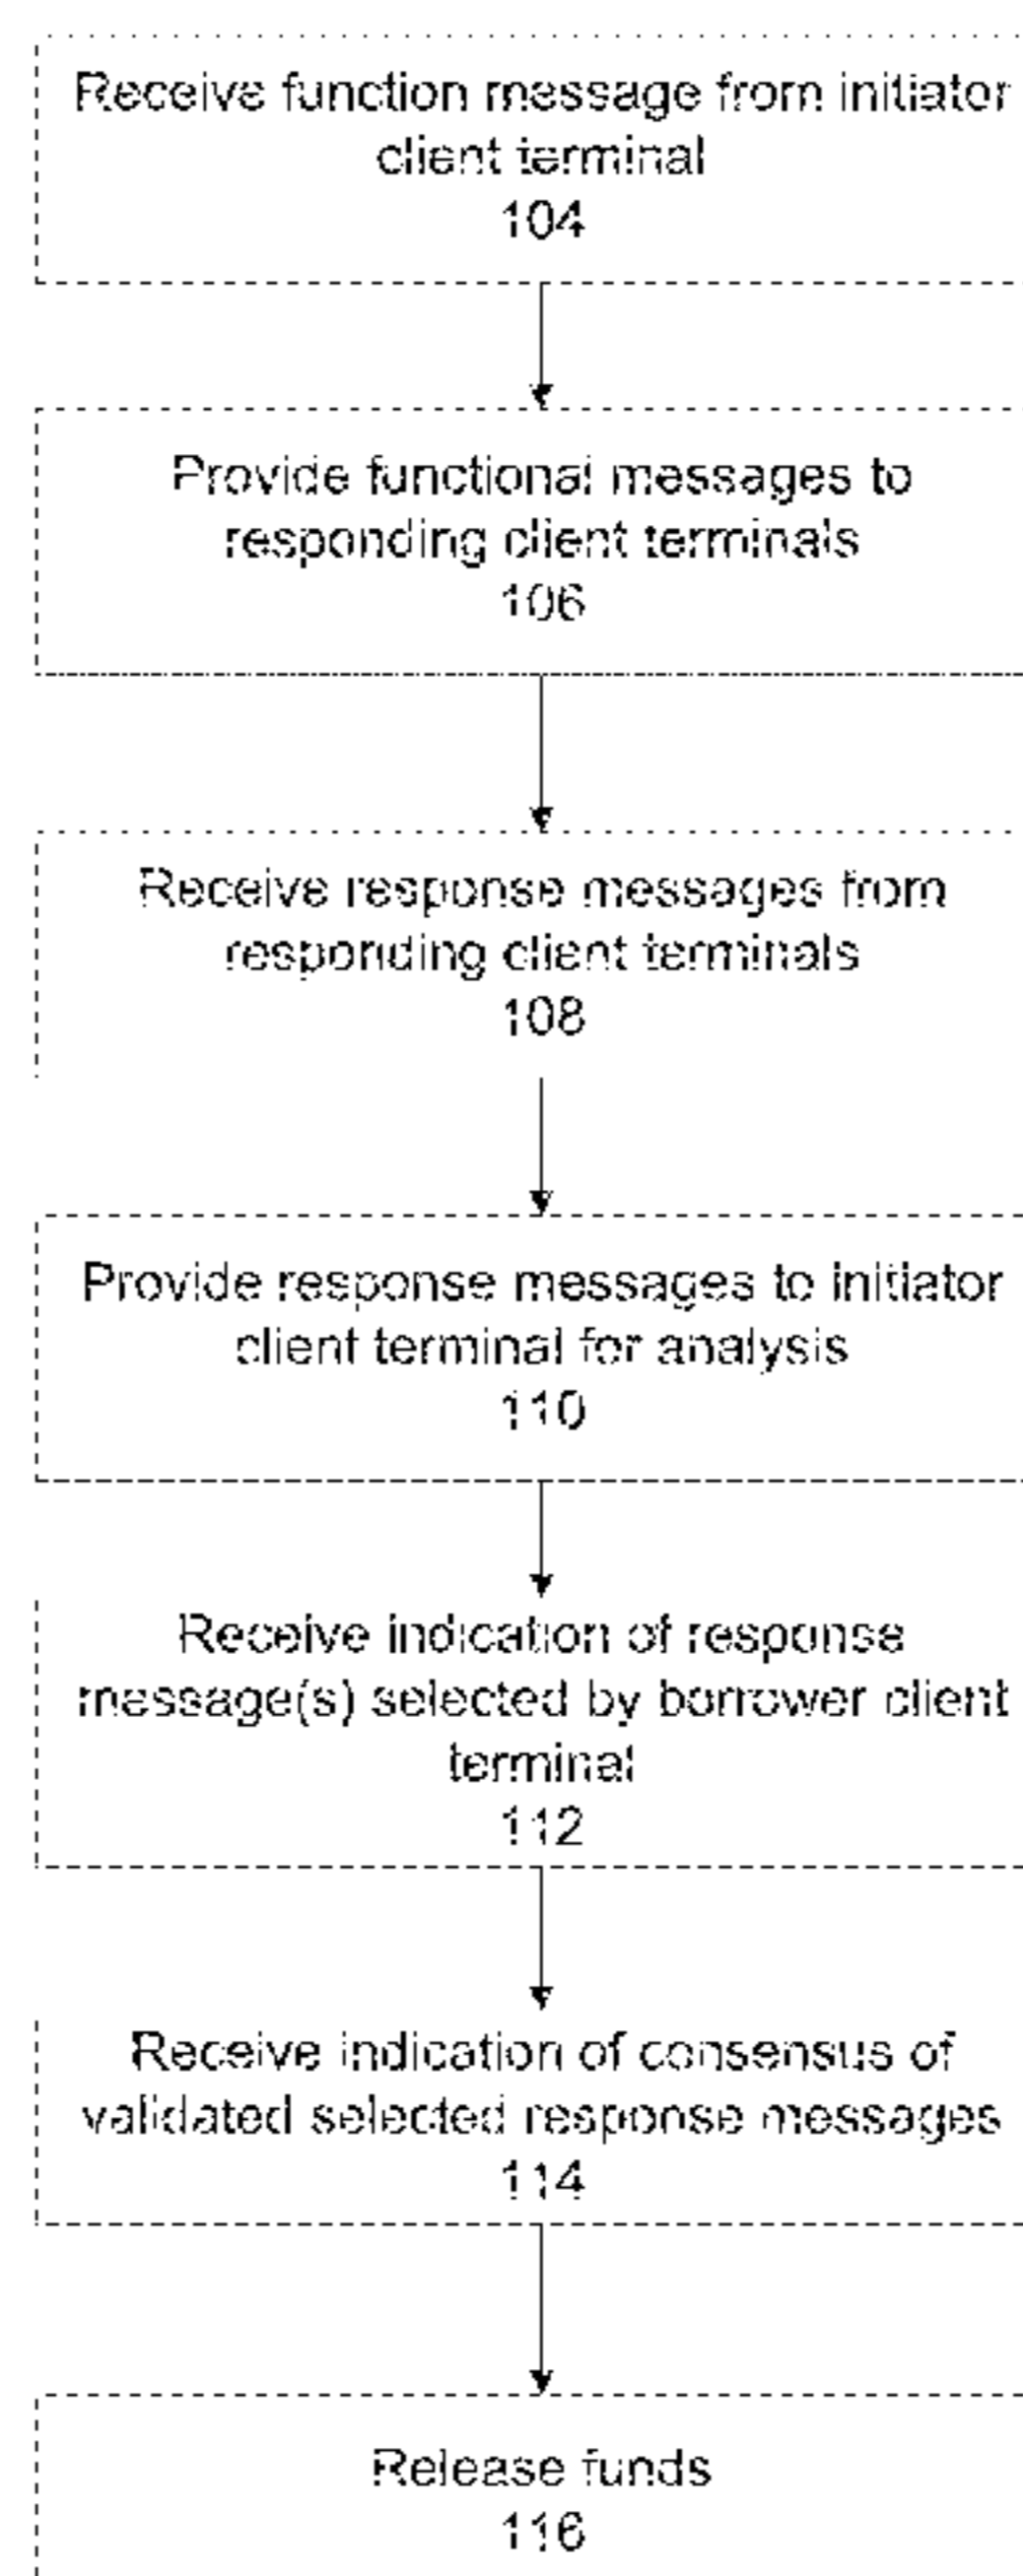 Receive function message from initiator
client terminal
104
Provide functional messages to
responding client terminals
106
Receive response messages from
responding client terminals
108
Provide response messages to initiator
client terminal for analysis
110
Receive indication of response
message(s) selected by borrower client
terminal
112
Receive indication of consensus of
validated selected response messages
114
Release funds
116